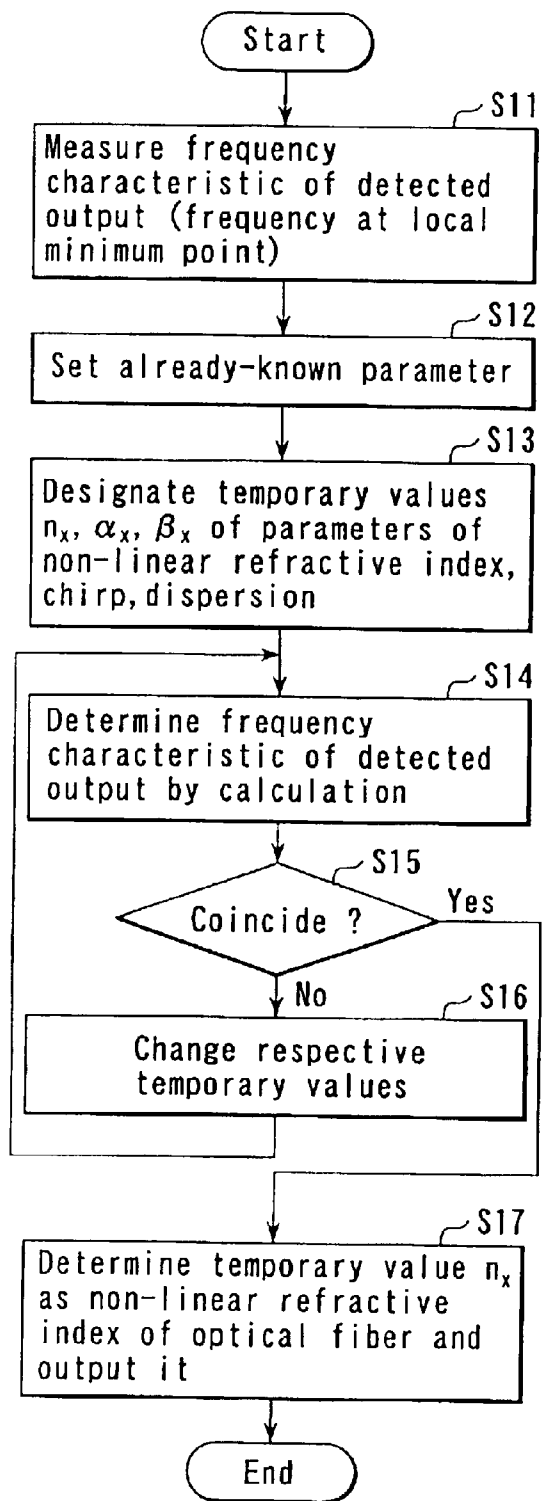 Start
S11
Measure frequency
characteristic of detected
output (frequency at local
minimum point)
S12
Set already-known parameter
S13
Designate temporary values
nₓ, αₓ, βₓ of parameters of
non-linear refractive index,
chirp, dispersion
S14
Determine frequency
characteristic of detected
output by calculation
S15
Coincide ?
Yes
No
S16
Change respective
temporary values
S17
Determine temporary value nₓ
as non-linear refractive
index of optical fiber and
output it
End